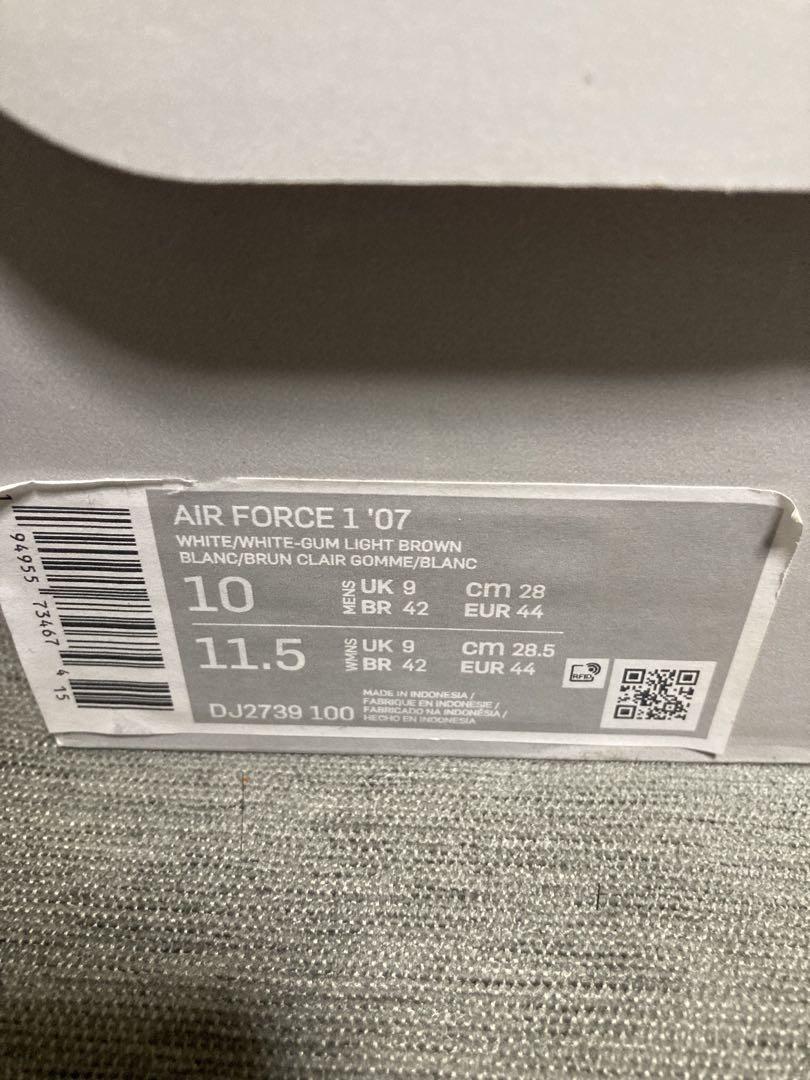 AIR FORCE 1 '07
WHITE/WHITE-GUM LIGHT BROWN
BLANC/BRUN CLAIR GOMME/BLANC
10 MENS UK 9 cm 28
BR 42 EUR 44
11.5 WMNS UK 9 cm 28.5
BR 42 EUR 44
RFID
DJ2739 100
MADE IN INDONESIA /
FABRIQUE EN INDONESIE /
FABRICADO NA INDONÉSIA /
HECHO EN INDONESIA
1 94955 73467 4 15